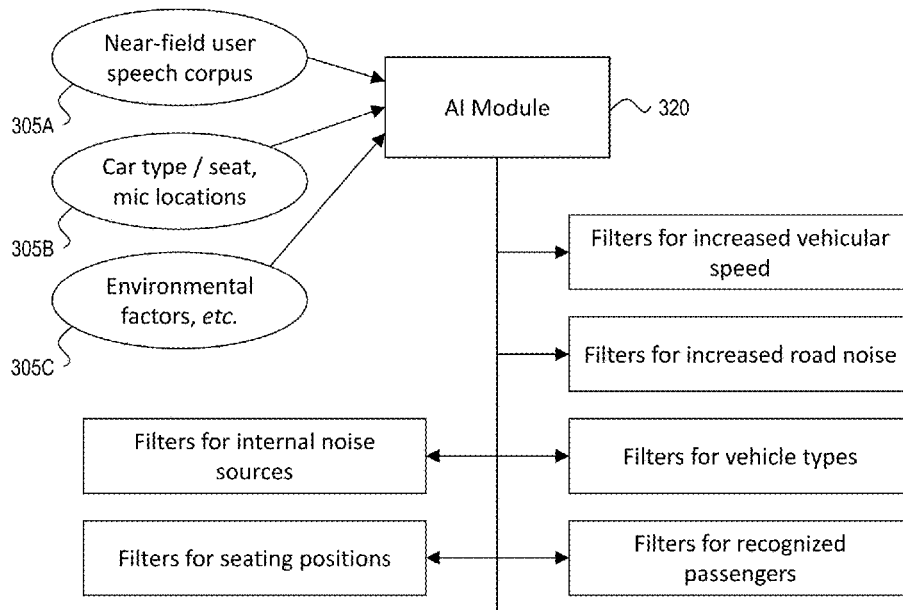 Near-field user
speech corpus
305A
AI Module
320
Car type / seat,
mic locations
305B
Environmental
factors, etc.
305C
Filters for increased vehicular
speed
Filters for increased road noise
Filters for internal noise
sources
Filters for vehicle types
Filters for seating positions
Filters for recognized
passengers